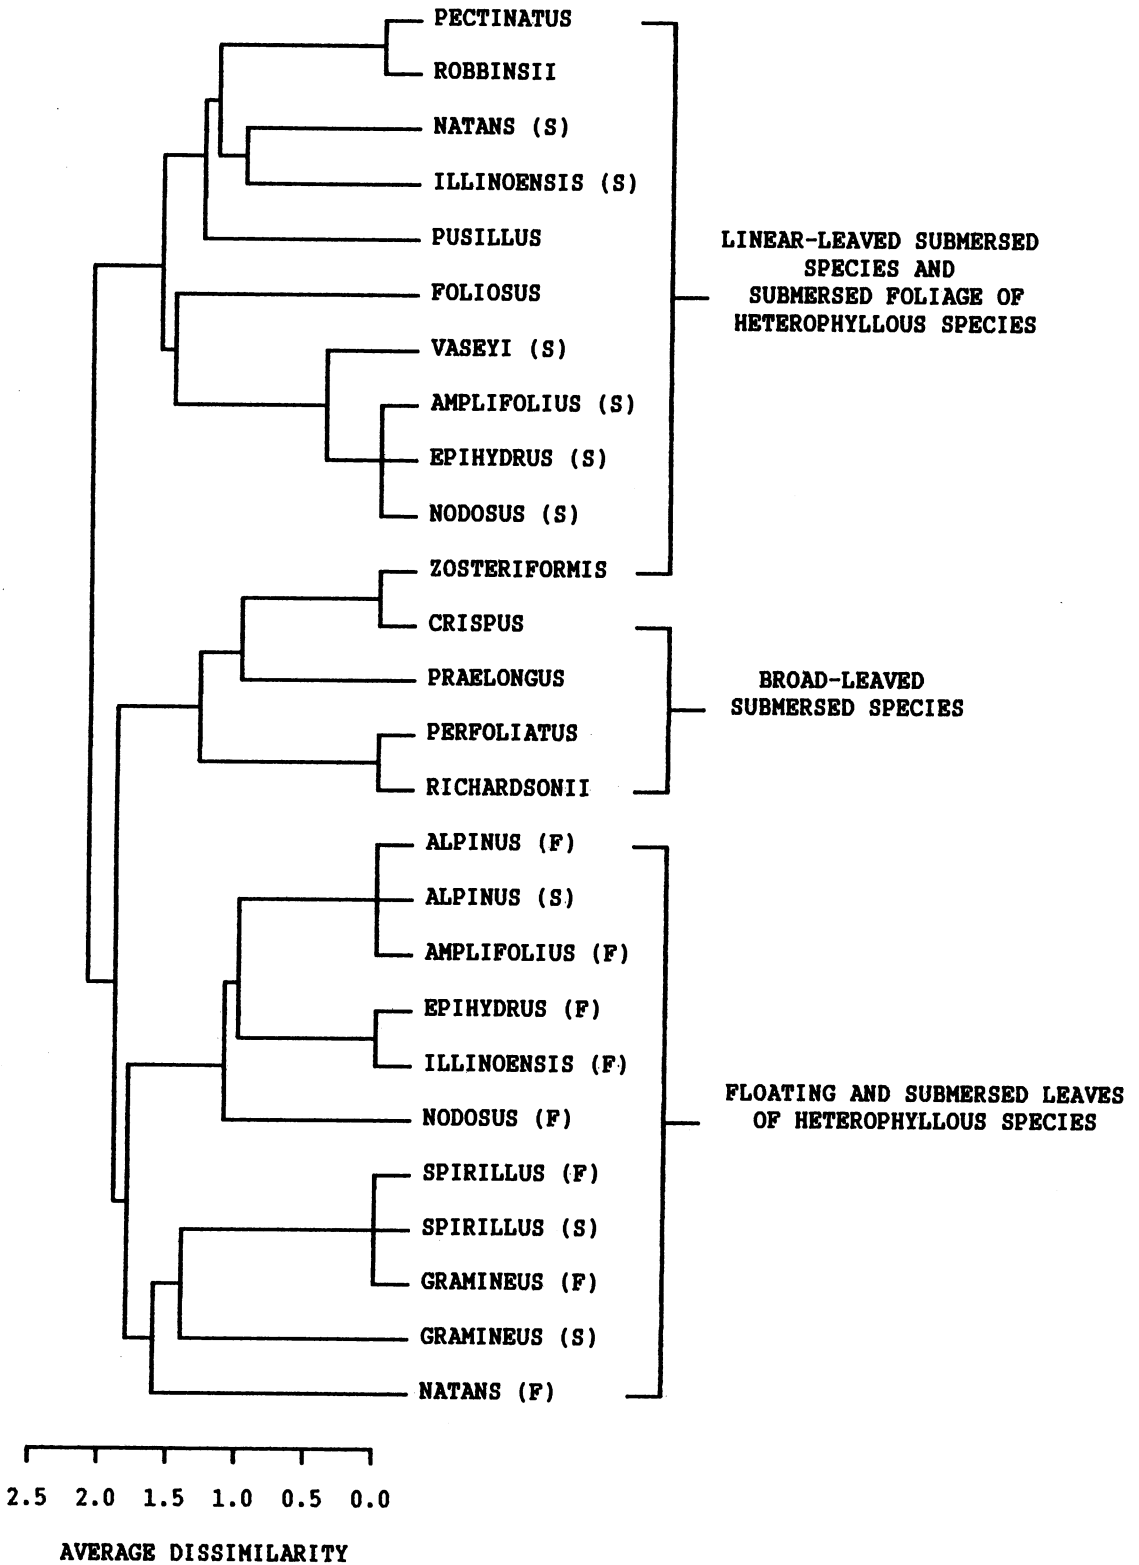 PECTINATUS
ROBBINSII
NATANS (S)
ILLINOENSIS (S)
PUSILLUS
FOLIOSUS
VASEYI (S)
AMPLIFOLIUS (S)
EPIHYDRUS (S)
NODOSUS (S)
ZOSTERIFORMIS
LINEAR-LEAVED SUBMERSED
SPECIES AND
SUBMERSED FOLIAGE OF
HETEROPHYLLOUS SPECIES
CRISPUS
PRAELONGUS
PERFOLIATUS
RICHARDSONII
BROAD-LEAVED
SUBMERSED SPECIES
ALPINUS (F)
ALPINUS (S)
AMPLIFOLIUS (F)
EPIHYDRUS (F)
ILLINOENSIS (F)
NODOSUS (F)
SPIRILLUS (F)
SPIRILLUS (S)
GRAMINEUS (F)
GRAMINEUS (S)
NATANS (F)
FLOATING AND SUBMERSED LEAVES
OF HETEROPHYLLOUS SPECIES
2.5 2.0 1.5 1.0 0.5 0.0
AVERAGE DISSIMILARITY